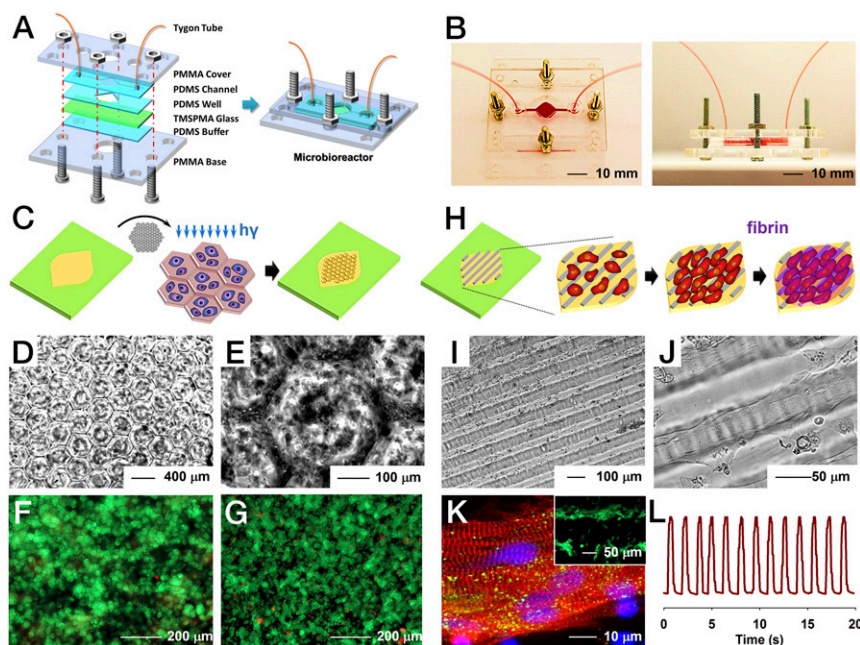 A
Tygon Tube
PMMA Cover
PDMS Channel
PDMS Well
TMSPMA Glass
PDMS Buffer
PMMA Base
Microbioreactor
B
10 mm
10 mm
C
hγ
H
fibrin
D
400 µm
E
100 µm
I
100 µm
J
50 µm
F
200 µm
G
200 µm
K
50 µm
10 µm
L
0 5 10 15 20
Time (s)